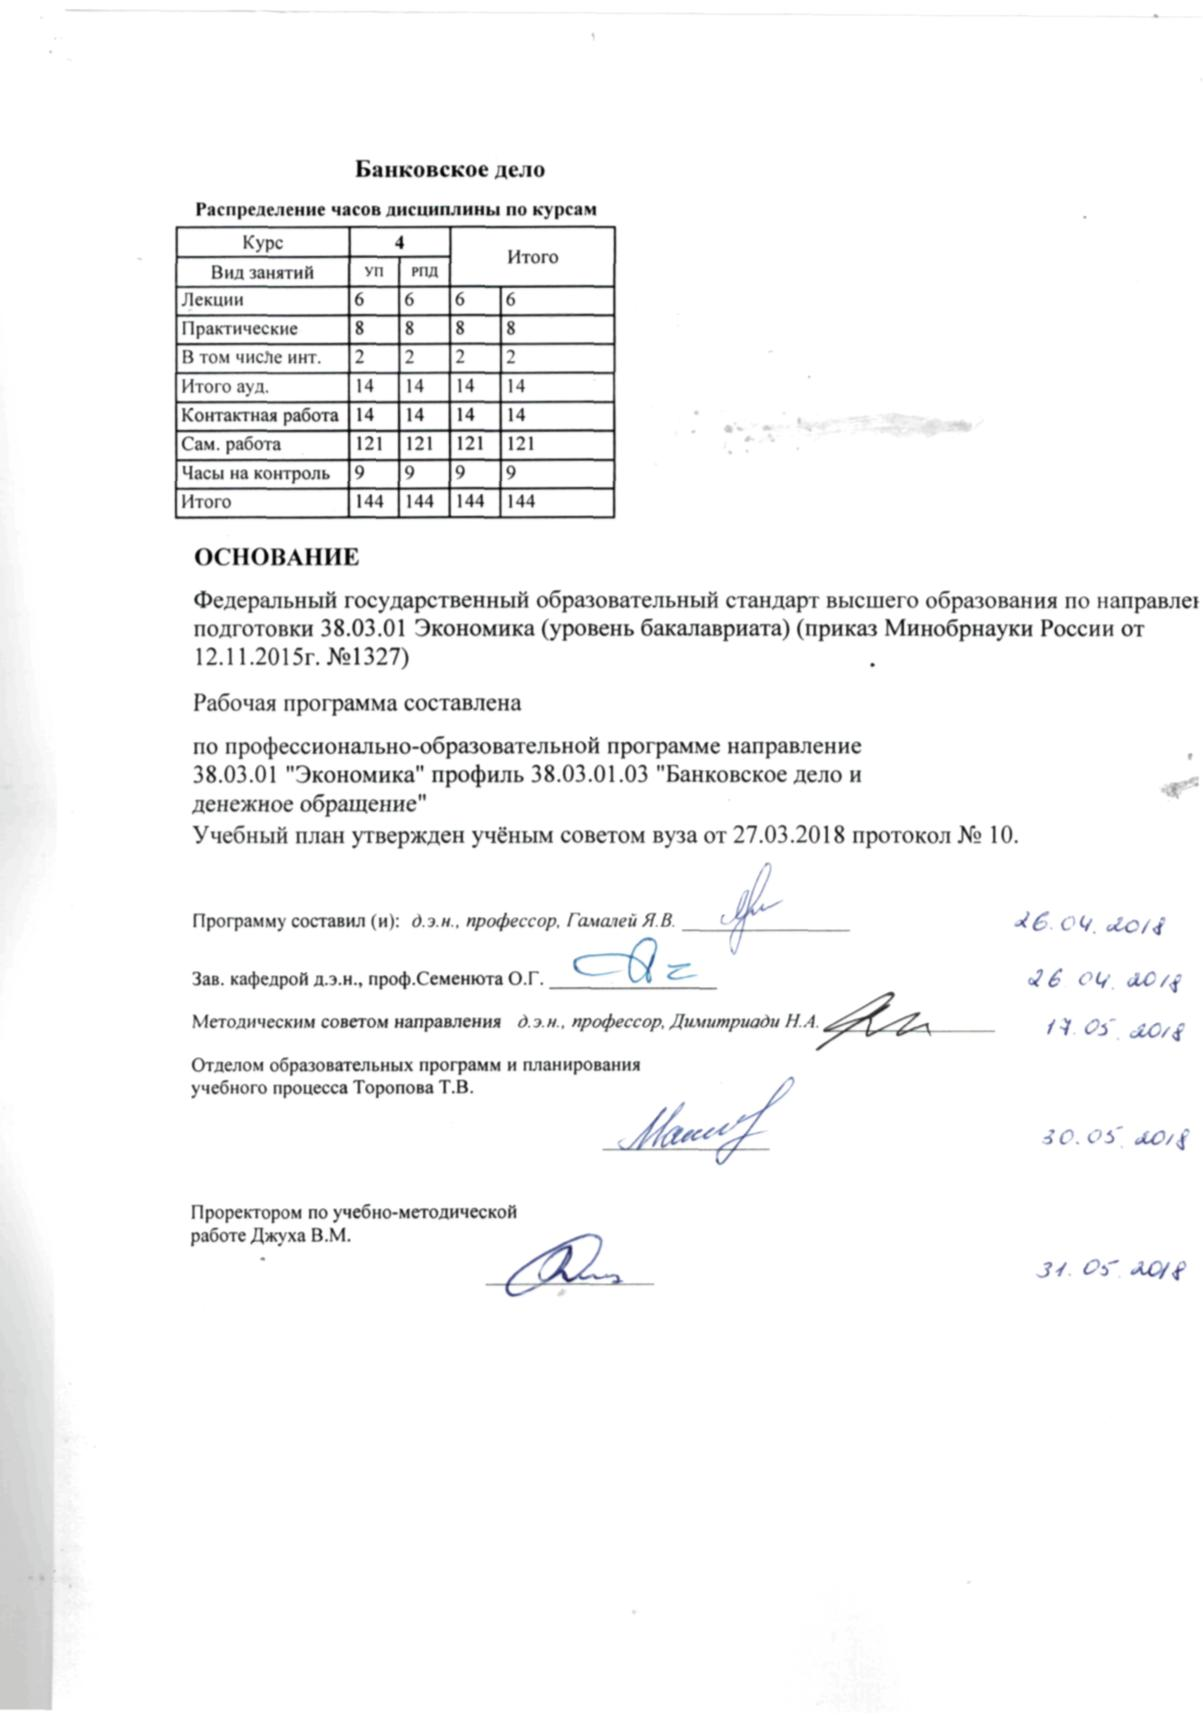 Банковское дело
Распределение часов дисциплины по курсам
Курс 4 Итого
Вид занятий УП РПД
Лекции 6 6 6 6
Практические 8 8 8 8
В том числе инт. 2 2 2 2
Итого ауд. 14 14 14 14
Контактная работа 14 14 14 14
Сам. работа 121 121 121 121
Часы на контроль 9 9 9 9
Итого 144 144 144 144
ОСНОВАНИЕ
Федеральный государственный образовательный стандарт высшего образования по направлен
подготовки 38.03.01 Экономика (уровень бакалавриата) (приказ Минобрнауки России от
12.11.2015г. №1327)
Рабочая программа составлена
по профессионально-образовательной программе направление
38.03.01 "Экономика" профиль 38.03.01.03 "Банковское дело и
денежное обращение"
Учебный план утвержден учёным советом вуза от 27.03.2018 протокол № 10.
Программу составил (и): д.э.н., профессор, Гамалей Я.В. 26.04.2018
Зав. кафедрой д.э.н., проф.Семенюта О.Г. 26 04. 2018
Методическим советом направления д.э.н., профессор, Димитриади Н.А. 17.05.2018
Отделом образовательных программ и планирования
учебного процесса Торопова Т.В.
30.05.2018
Проректором по учебно-методической
работе Джуха В.М.
31.05.2018